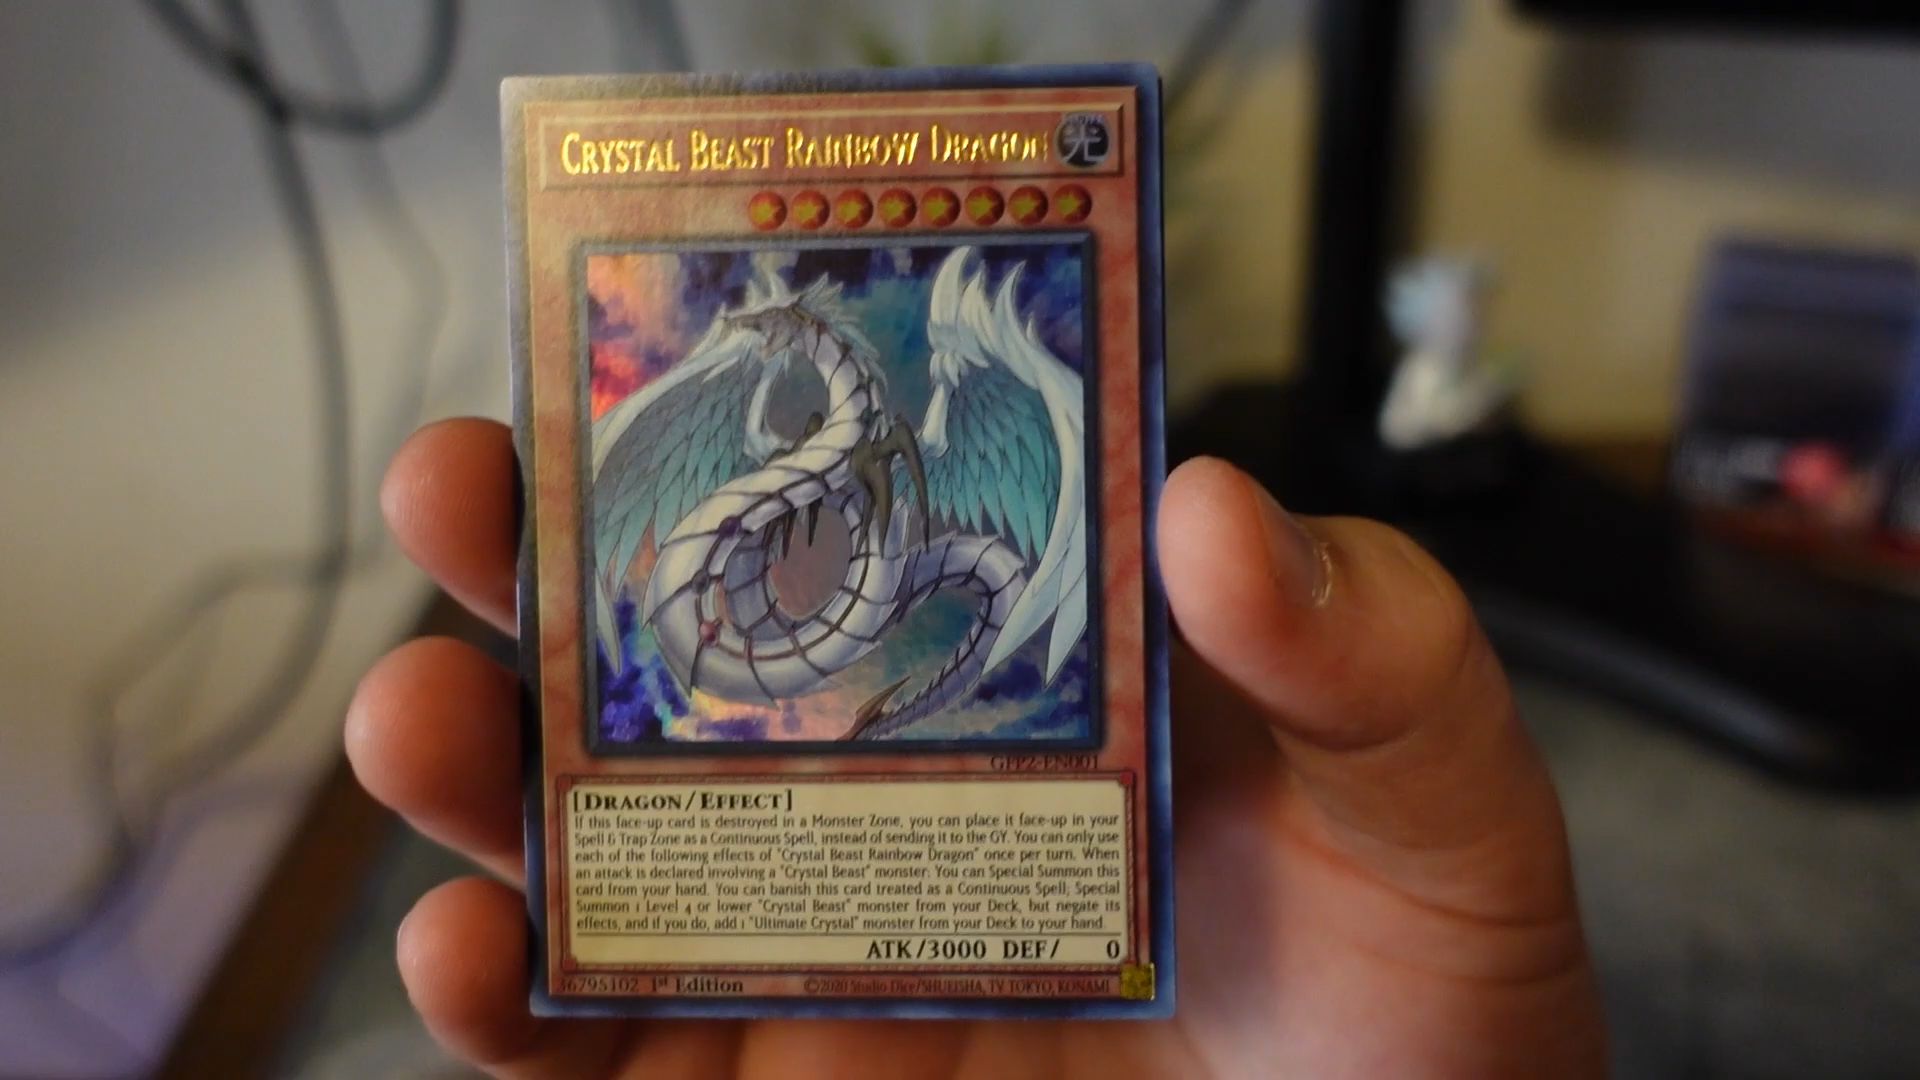 CRYSTAL BEAST RAINBOW DRAGON
光
GFP2-EN001
[DRAGON/EFFECT]
If this face-up card is destroyed in a Monster Zone, you can place it face-up in your
Spell & Trap Zone as a Continuous Spell, instead of sending it to the GY. You can only use
each of the following effects of "Crystal Beast Rainbow Dragon" once per turn. When
an attack is declared involving a "Crystal Beast" monster: You can Special Summon this
card from your hand. You can banish this card treated as a Continuous Spell; Special
Summon 1 Level 4 or lower "Crystal Beast" monster from your Deck, but negate its
effects, and if you do, add 1 "Ultimate Crystal" monster from your Deck to your hand.
ATK/3000 DEF/ 0
36795102 1st Edition ©2020 Studio Dice/SHUEISHA, TV TOKYO, KONAMI